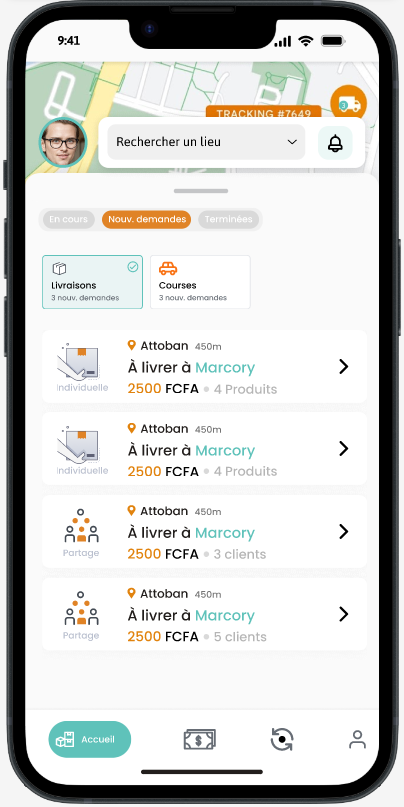 9:41
TRACKING #7649
3
Rechercher un lieu
En cours
Nouv. demandes
Terminées
Livraisons
3 nouv. demandes
Courses
3 nouv. demandes
Attoban 450m
À livrer à Marcory
2500 FCFA • 4 Produits
Individuelle
Attoban 450m
À livrer à Marcory
2500 FCFA • 4 Produits
Individuelle
Attoban 450m
À livrer à Marcory
2500 FCFA • 3 clients
Partage
Attoban 450m
À livrer à Marcory
2500 FCFA • 5 clients
Partage
Accueil
$